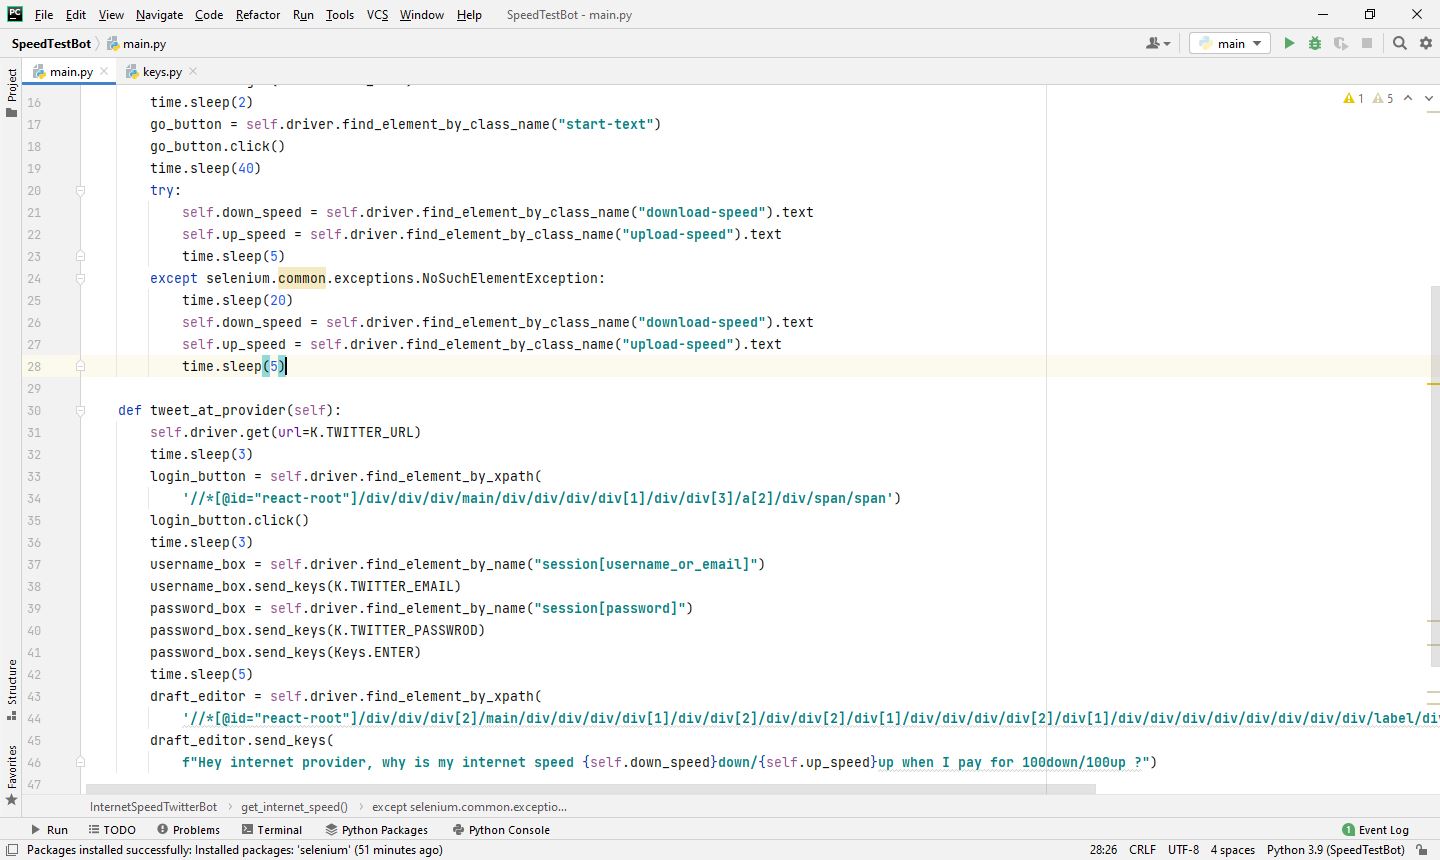 PC File Edit View Navigate Code Refactor Run Tools VCS Window Help SpeedTestBot - main.py
SpeedTestBot main.py main
Project
main.py keys.py
1 5
16 time.sleep(2)
17 go_button = self.driver.find_element_by_class_name("start-text")
18 go_button.click()
19 time.sleep(40)
20 try:
21 self.down_speed = self.driver.find_element_by_class_name("download-speed").text
22 self.up_speed = self.driver.find_element_by_class_name("upload-speed").text
23 time.sleep(5)
24 except selenium.common.exceptions.NoSuchElementException:
25 time.sleep(20)
26 self.down_speed = self.driver.find_element_by_class_name("download-speed").text
27 self.up_speed = self.driver.find_element_by_class_name("upload-speed").text
28 time.sleep(5)
29
30 def tweet_at_provider(self):
31 self.driver.get(url=K.TWITTER_URL)
32 time.sleep(3)
33 login_button = self.driver.find_element_by_xpath(
34 '//*[@id="react-root"]/div/div/div/main/div/div/div/div[1]/div/div[3]/a[2]/div/span/span')
35 login_button.click()
36 time.sleep(3)
37 username_box = self.driver.find_element_by_name("session[username_or_email]")
38 username_box.send_keys(K.TWITTER_EMAIL)
39 password_box = self.driver.find_element_by_name("session[password]")
40 password_box.send_keys(K.TWITTER_PASSWROD)
41 password_box.send_keys(Keys.ENTER)
42 time.sleep(5)
43 draft_editor = self.driver.find_element_by_xpath(
44 '//*[@id="react-root"]/div/div/div[2]/main/div/div/div/div[1]/div/div[2]/div/div[2]/div[1]/div/div/div/div[2]/div[1]/div/div/div/div/div/div/div/div/label/div
45 draft_editor.send_keys(
46 f"Hey internet provider, why is my internet speed {self.down_speed}down/{self.up_speed}up when I pay for 100down/100up ?")
47
Structure
Favorites
InternetSpeedTwitterBot get_internet_speed() except selenium.common.exceptio...
Run TODO Problems Terminal Python Packages Python Console 1 Event Log
Packages installed successfully: Installed packages: 'selenium' (51 minutes ago) 28:26 CRLF UTF-8 4 spaces Python 3.9 (SpeedTestBot)